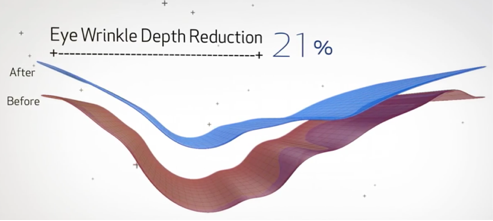 Eye Wrinkle Depth Reduction 21%
After
Before